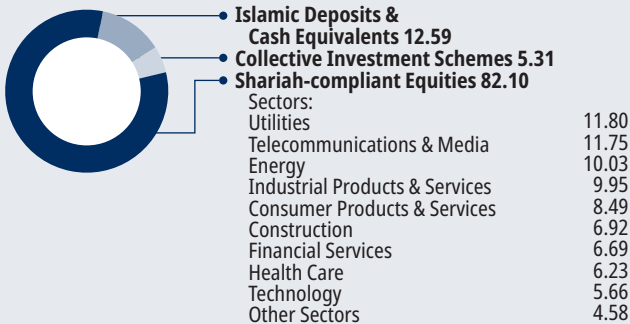 Islamic Deposits &
Cash Equivalents 12.59
Collective Investment Schemes 5.31
Shariah-compliant Equities 82.10
Sectors:
Utilities 11.80
Telecommunications & Media 11.75
Energy 10.03
Industrial Products & Services 9.95
Consumer Products & Services 8.49
Construction 6.92
Financial Services 6.69
Health Care 6.23
Technology 5.66
Other Sectors 4.58